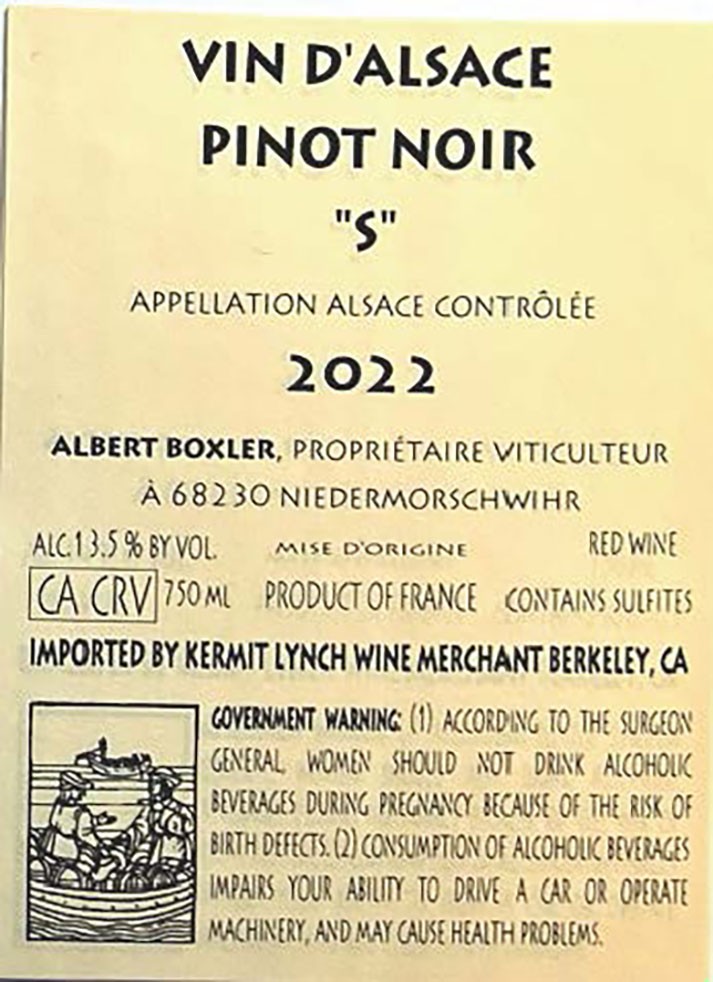 VIN D'ALSACE
PINOT NOIR
"S"
APPELLATION ALSACE CONTRÔLÉE
2022
ALBERT BOXLER, PROPRIÉTAIRE VITICULTEUR
À 68230 NIEDERMORSCHWIHR
ALC.13.5 % BY VOL. MISE D'ORIGINE RED WINE
CA CRV 750 ML PRODUCT OF FRANCE CONTAINS SULFITES
IMPORTED BY KERMIT LYNCH WINE MERCHANT BERKELEY, CA
GOVERNMENT WARNING: (1) ACCORDING TO THE SURGEON
GENERAL, WOMEN SHOULD NOT DRINK ALCOHOLIC
BEVERAGES DURING PREGNANCY BECAUSE OF THE RISK OF
BIRTH DEFECTS. (2) CONSUMPTION OF ALCOHOLIC BEVERAGES
IMPAIRS YOUR ABILITY TO DRIVE A CAR OR OPERATE
MACHINERY, AND MAY CAUSE HEALTH PROBLEMS.